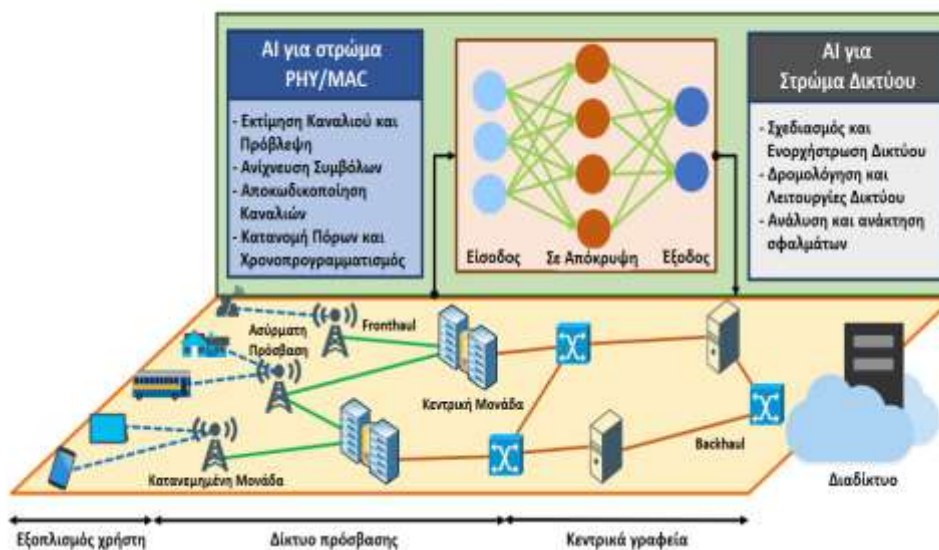 AI για στρώμα
PHY/MAC
- Εκτίμηση Καναλιού και
Πρόβλεψη
- Ανίχνευση Συμβόλων
- Αποκωδικοποίηση
Καναλιών
- Κατανομή Πόρων και
Χρονοπρογραμματισμός
Είσοδος
Σε Απόκρυψη
Έξοδος
AI για
Στρώμα Δικτύου
- Σχεδιασμός και
Ενορχήστρωση Δικτύου
- Δρομολόγηση και
Λειτουργίες Δικτύου
- Ανάλυση και ανάκτηση
σφαλμάτων
Ασύρματη
Πρόσβαση
Fronthaul
Κεντρική Μονάδα
Κατανεμημένη Μονάδα
Backhaul
Διαδίκτυο
Εξοπλισμός χρήστη
Δίκτυο πρόσβασης
Κεντρικά γραφεία